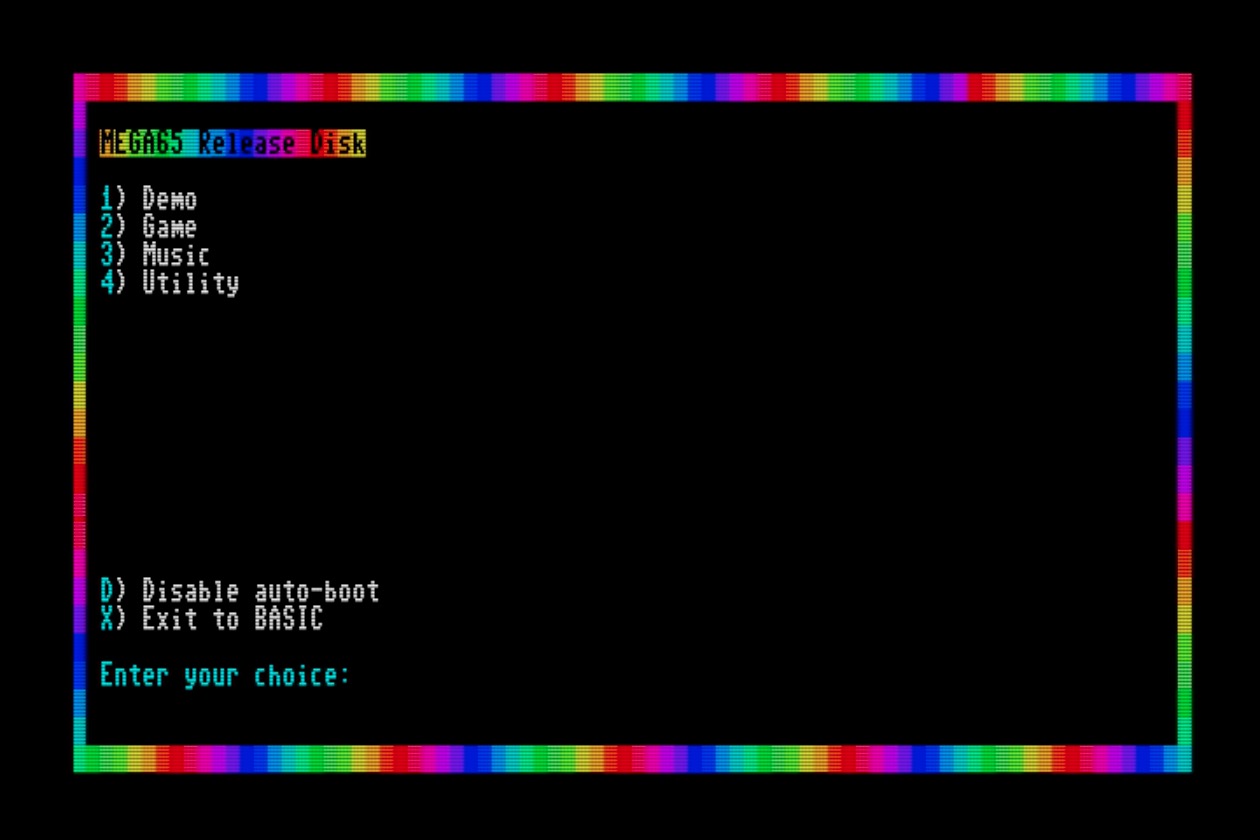 MEGA65 Release Disk
1) Demo
2) Game
3) Music
4) Utility
D) Disable auto-boot
X) Exit to BASIC
Enter your choice: